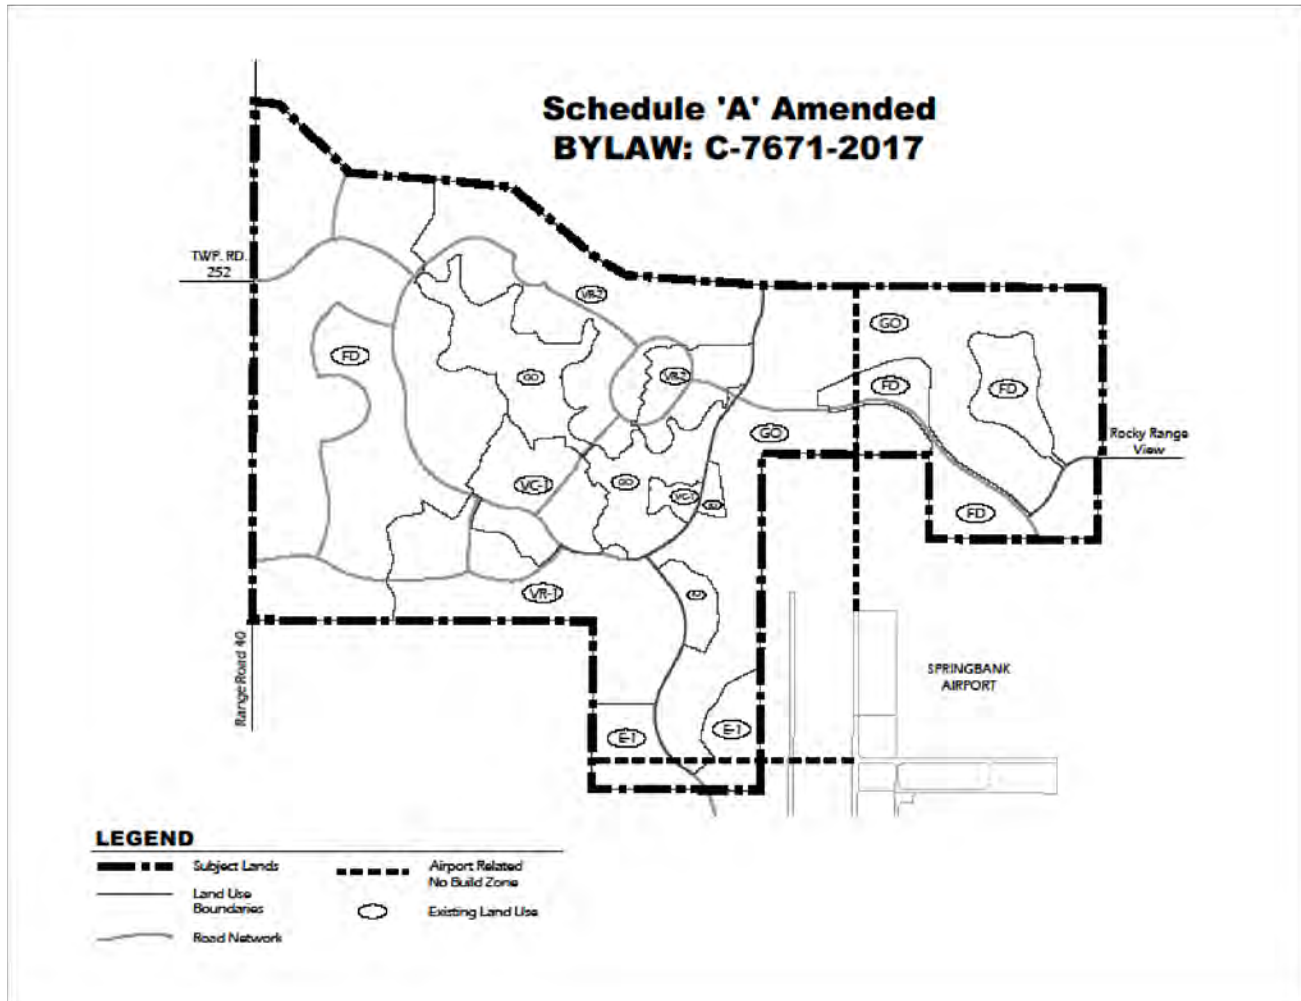 Schedule 'A' Amended
BYLAW: C-7671-2017
TWP. RD.
252
VR-2
GO
FD
GO
VR-2
FD
FD
GO
Rocky Range
View
VC-1
GO
VC-1
FD
VR-1
SPRINGBANK
AIRPORT
Range Road 40
E-1
E-1
LEGEND
Subject Lands
Airport Related
No Build Zone
Land Use
Boundaries
Existing Land Use
Road Network